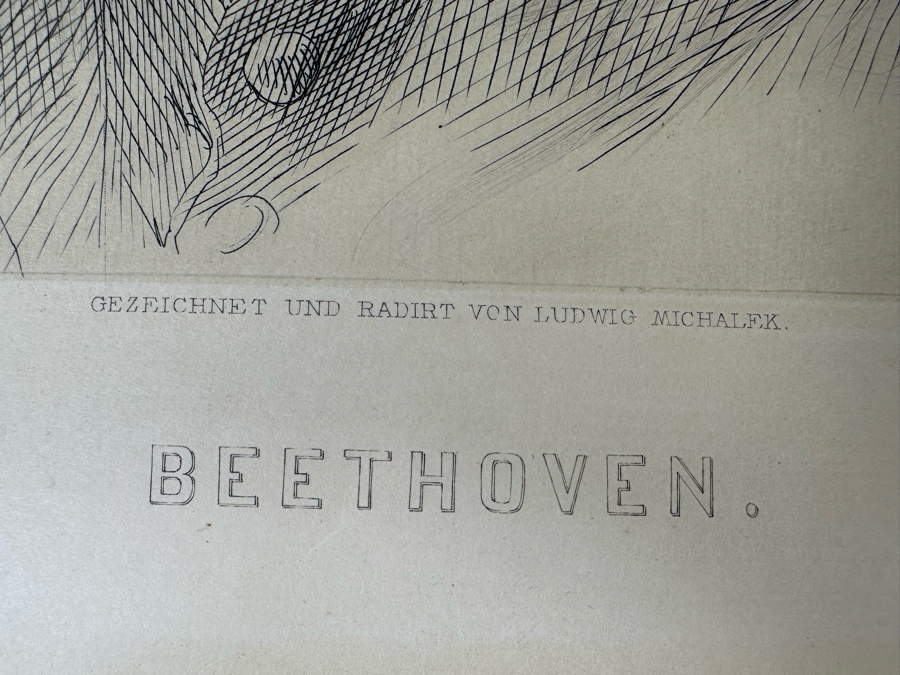 GEZEICHNET UND RADIRT VON LUDWIG MICHALEK.
BEETHOVEN.